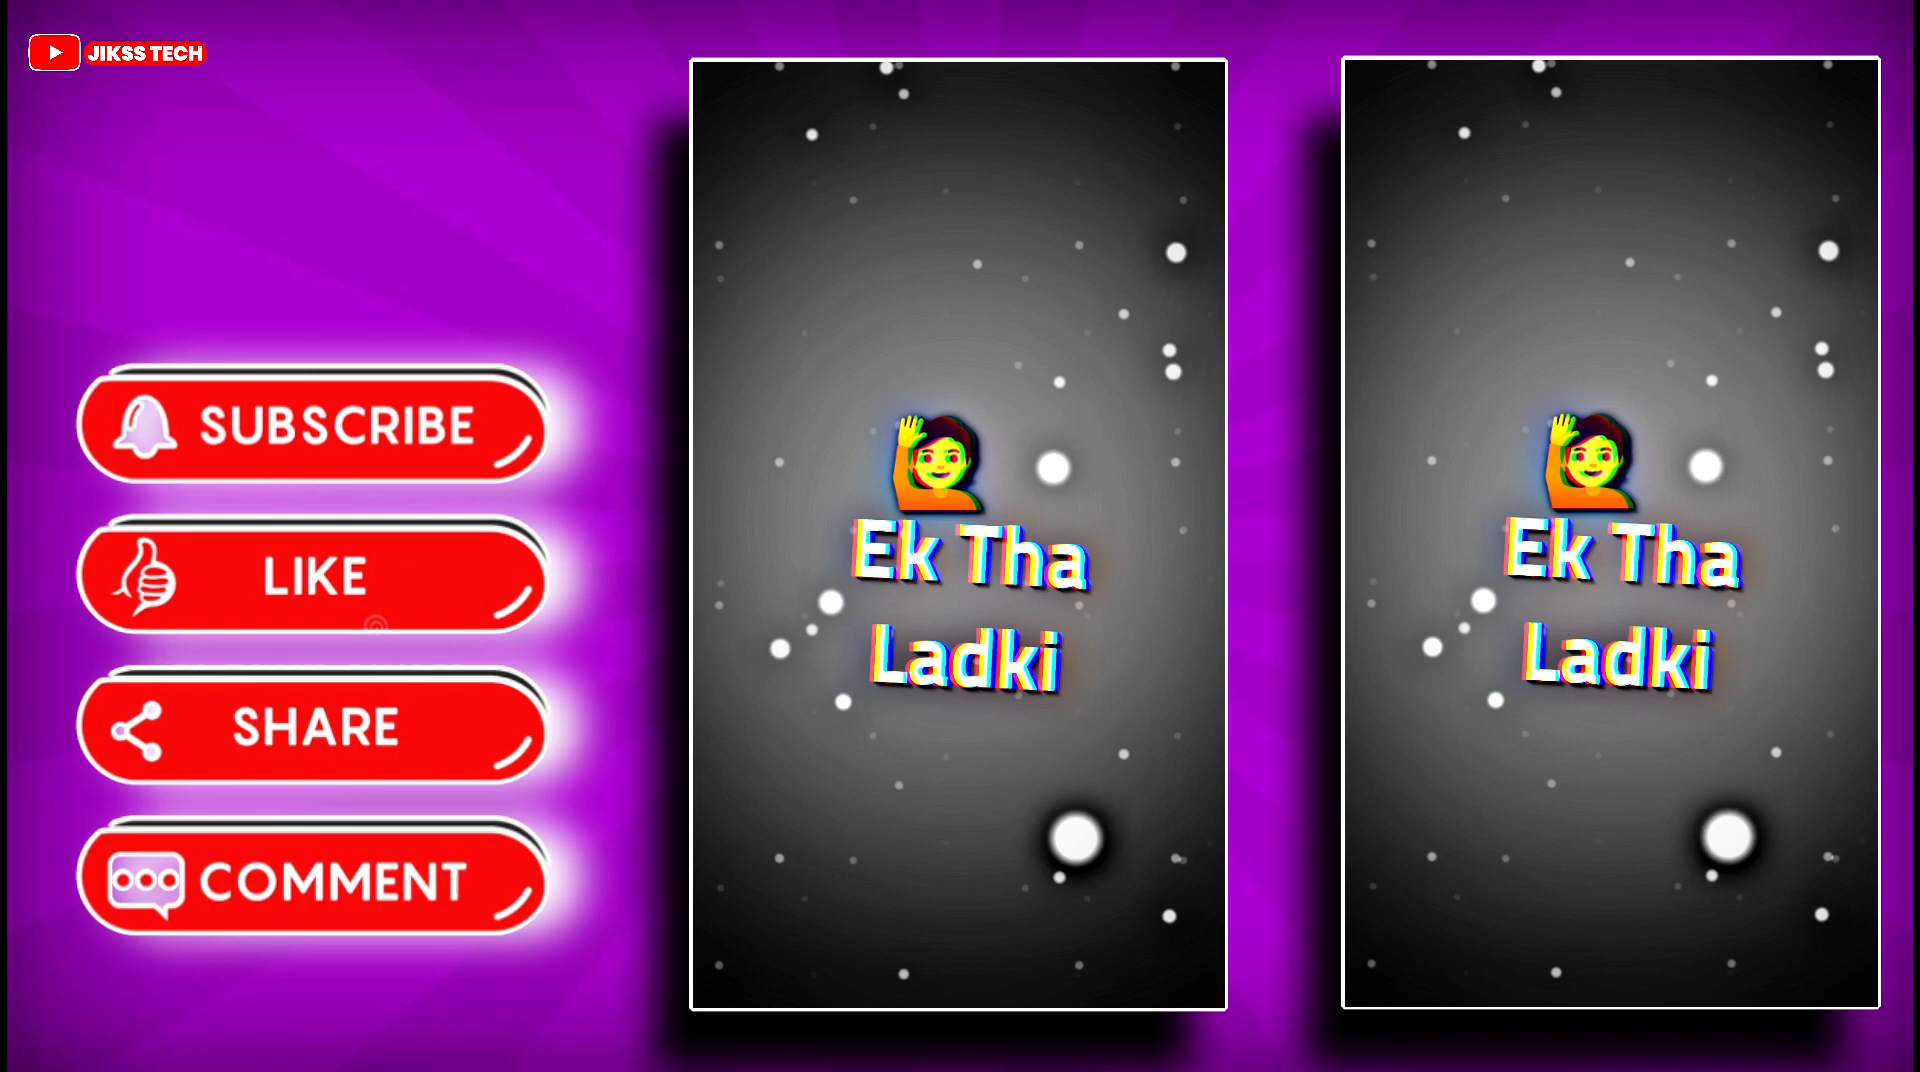 JIKSS TECH
SUBSCRIBE
LIKE
SHARE
COMMENT
Ek Tha
Ladki
Ek Tha
Ladki